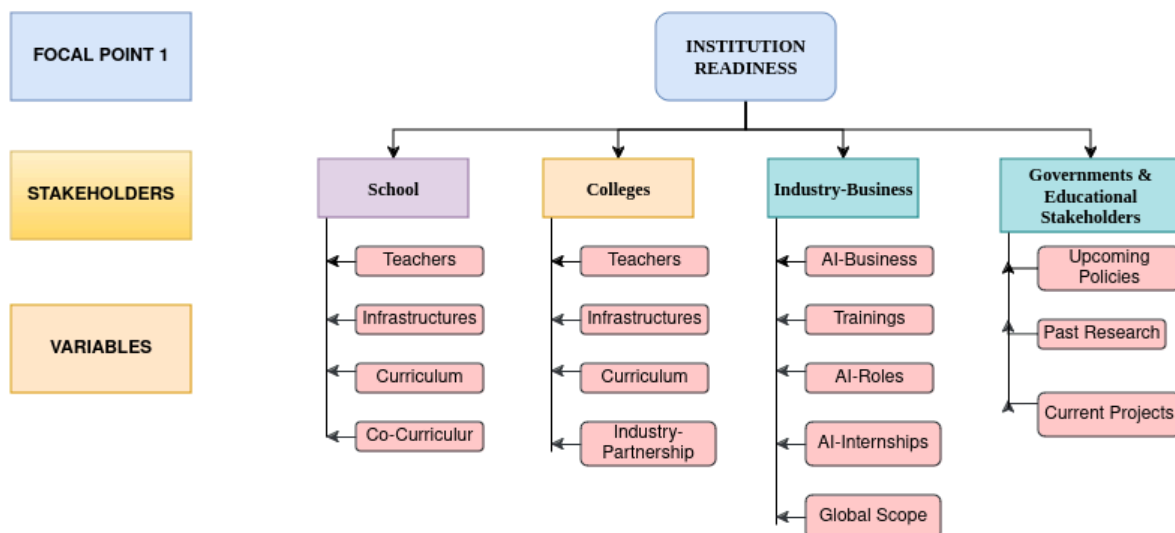 FOCAL POINT 1
INSTITUTION
READINESS
STAKEHOLDERS
School
Colleges
Industry-Business
Governments &
Educational
Stakeholders
VARIABLES
Teachers
Infrastructures
Curriculum
Co-Curriculur
Teachers
Infrastructures
Curriculum
Industry-
Partnership
AI-Business
Trainings
AI-Roles
AI-Internships
Global Scope
Upcoming
Policies
Past Research
Current Projects